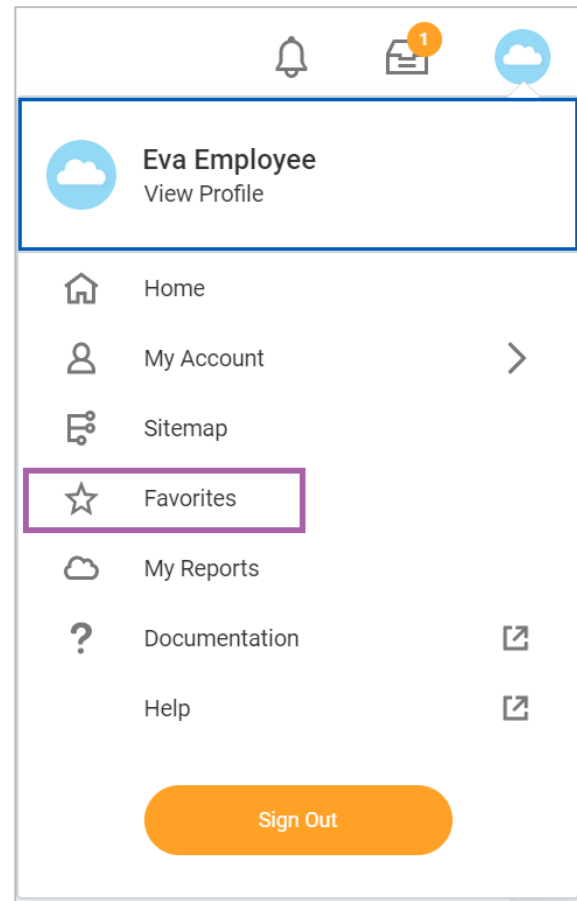 1
Eva Employee
View Profile
Home
My Account
Sitemap
Favorites
My Reports
? Documentation
Help
Sign Out